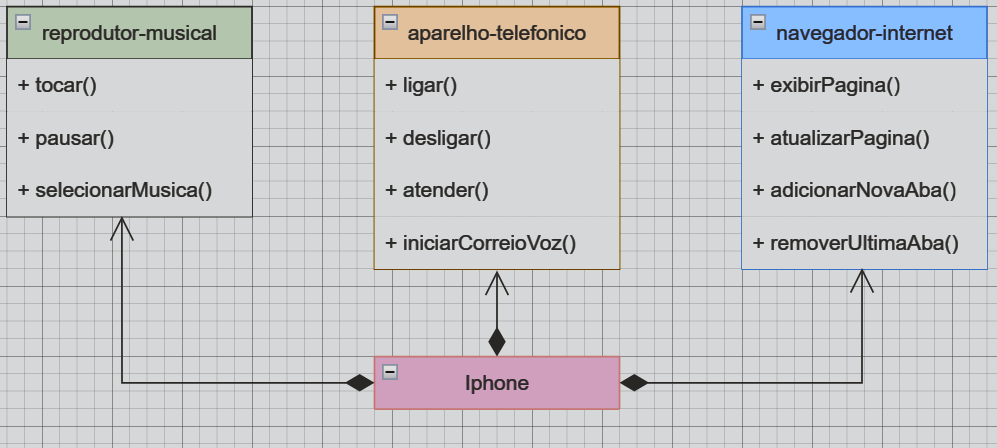 reprodutor-musical
+ tocar()
+ pausar()
+ selecionarMusica()
aparelho-telefonico
+ ligar()
+ desligar()
+ atender()
+ iniciarCorreioVoz()
navegador-internet
+ exibirPagina()
+ atualizarPagina()
+ adicionarNovaAba()
+ removerUltimaAba()
Iphone